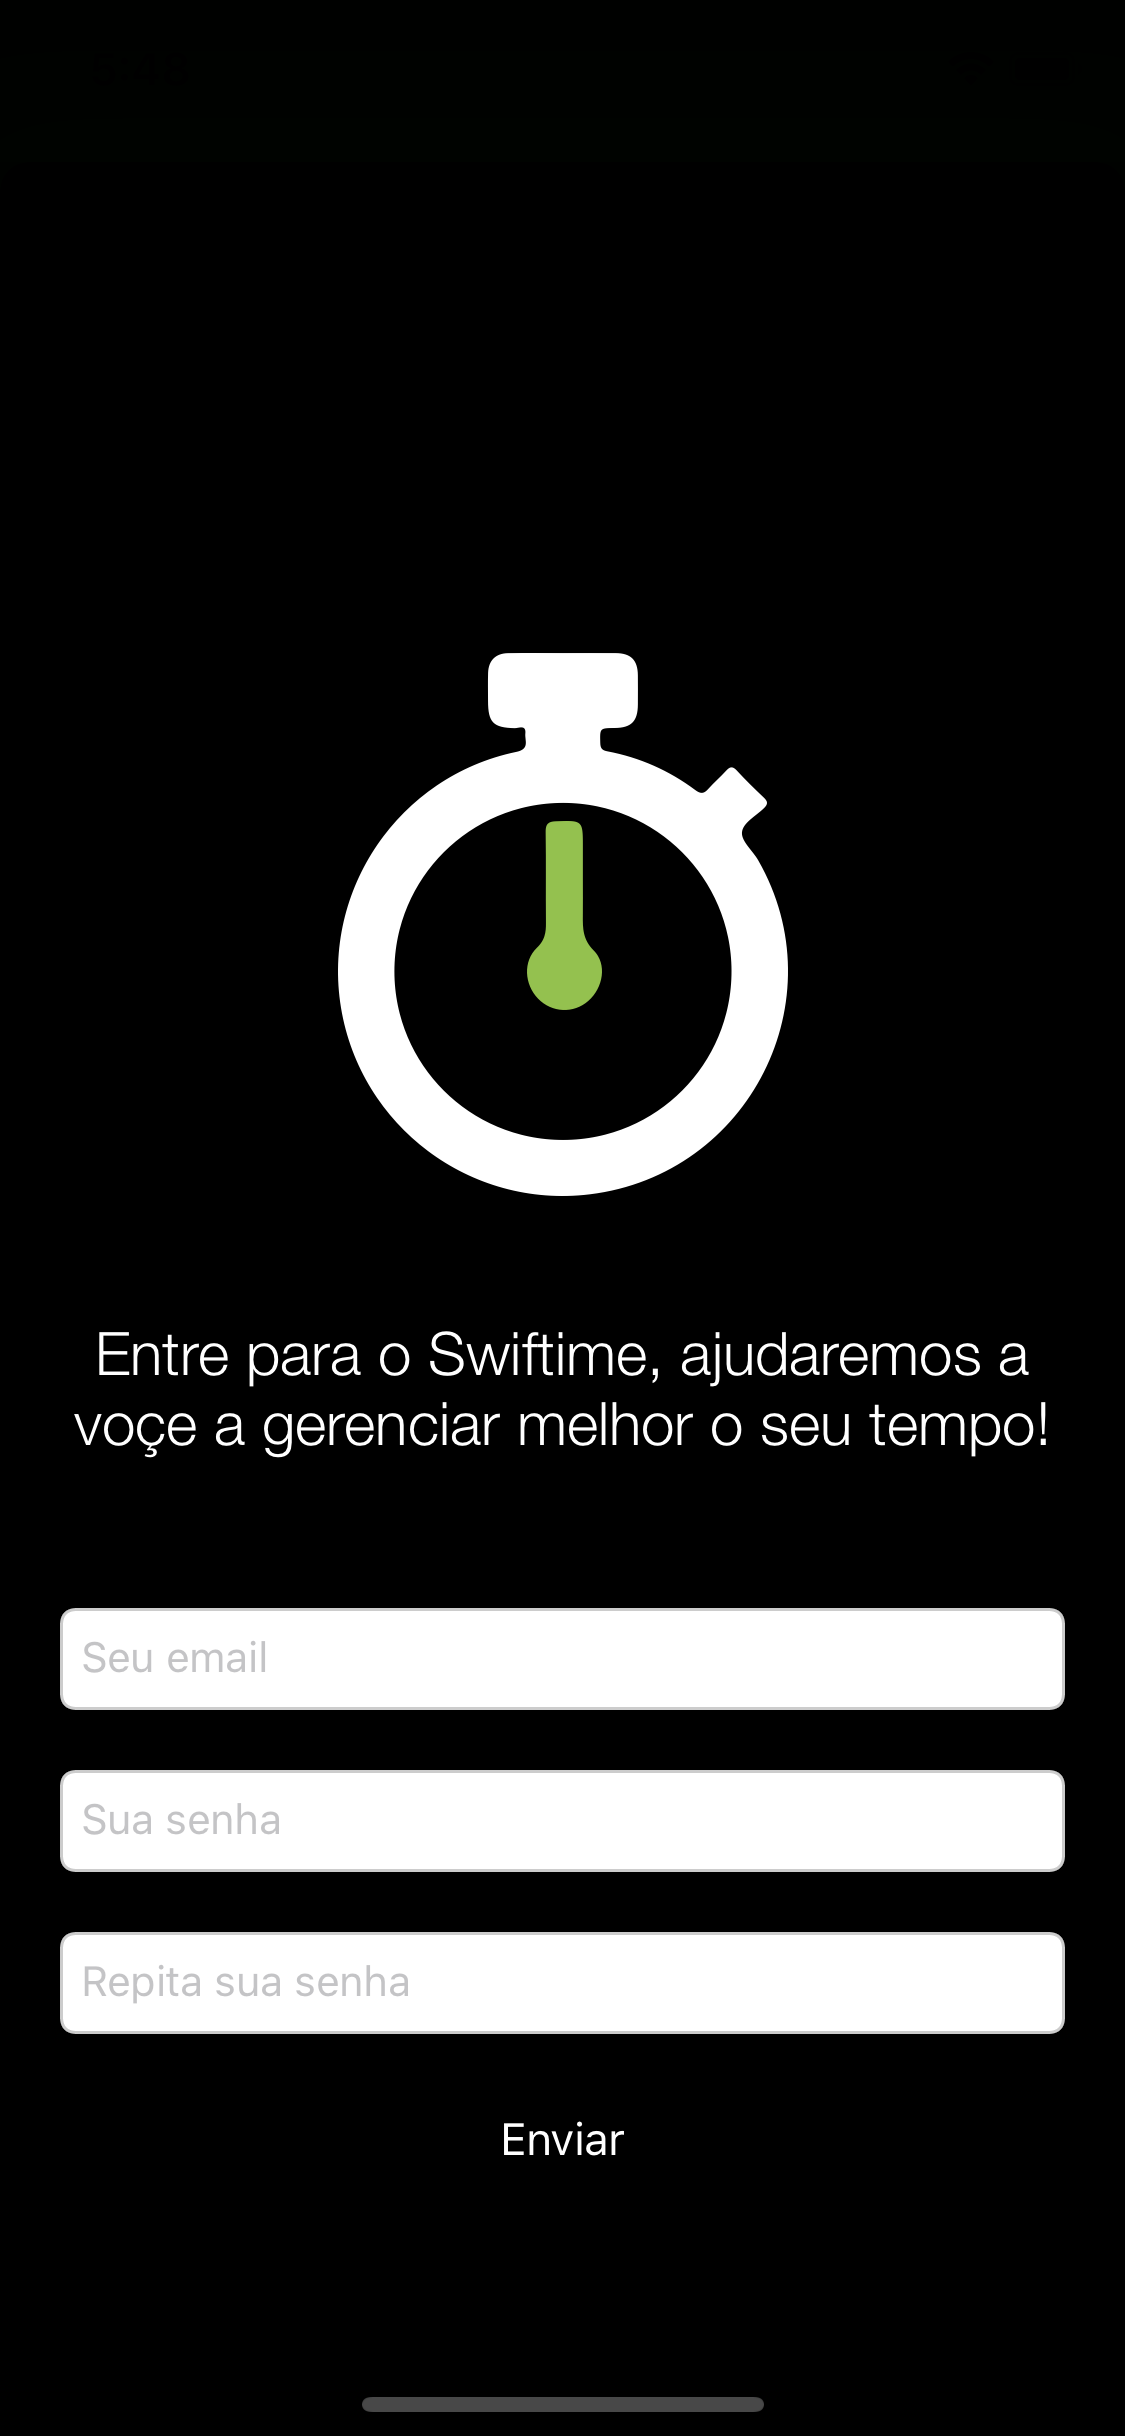 Entre para o Swiftime, ajudaremos a
voçe a gerenciar melhor o seu tempo!
Seu email
Sua senha
Repita sua senha
Enviar